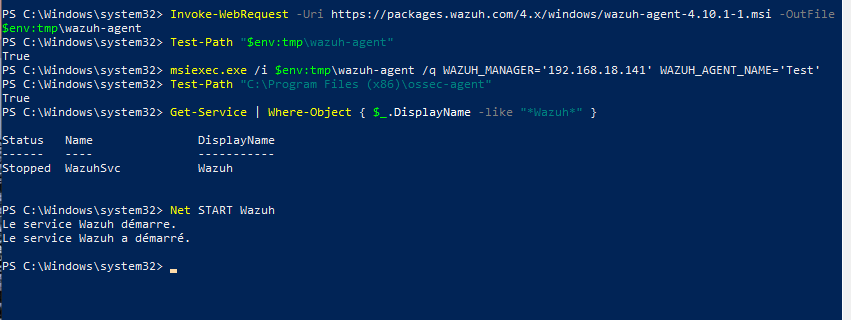 PS C:\Windows\system32> Invoke-WebRequest -Uri https://packages.wazuh.com/4.x/windows/wazuh-agent-4.10.1-1.msi -OutFile
$env:tmp\wazuh-agent
PS C:\Windows\system32> Test-Path "$env:tmp\wazuh-agent"
True
PS C:\Windows\system32> msiexec.exe /i $env:tmp\wazuh-agent /q WAZUH_MANAGER='192.168.18.141' WAZUH_AGENT_NAME='Test'
PS C:\Windows\system32> Test-Path "C:\Program Files (x86)\ossec-agent"
True
PS C:\Windows\system32> Get-Service | Where-Object { $_.DisplayName -like "*Wazuh*" }
Status   Name               DisplayName
------   ----               -----------
Stopped  WazuhSvc           Wazuh
PS C:\Windows\system32> Net START Wazuh
Le service Wazuh démarre.
Le service Wazuh a démarré.
PS C:\Windows\system32>